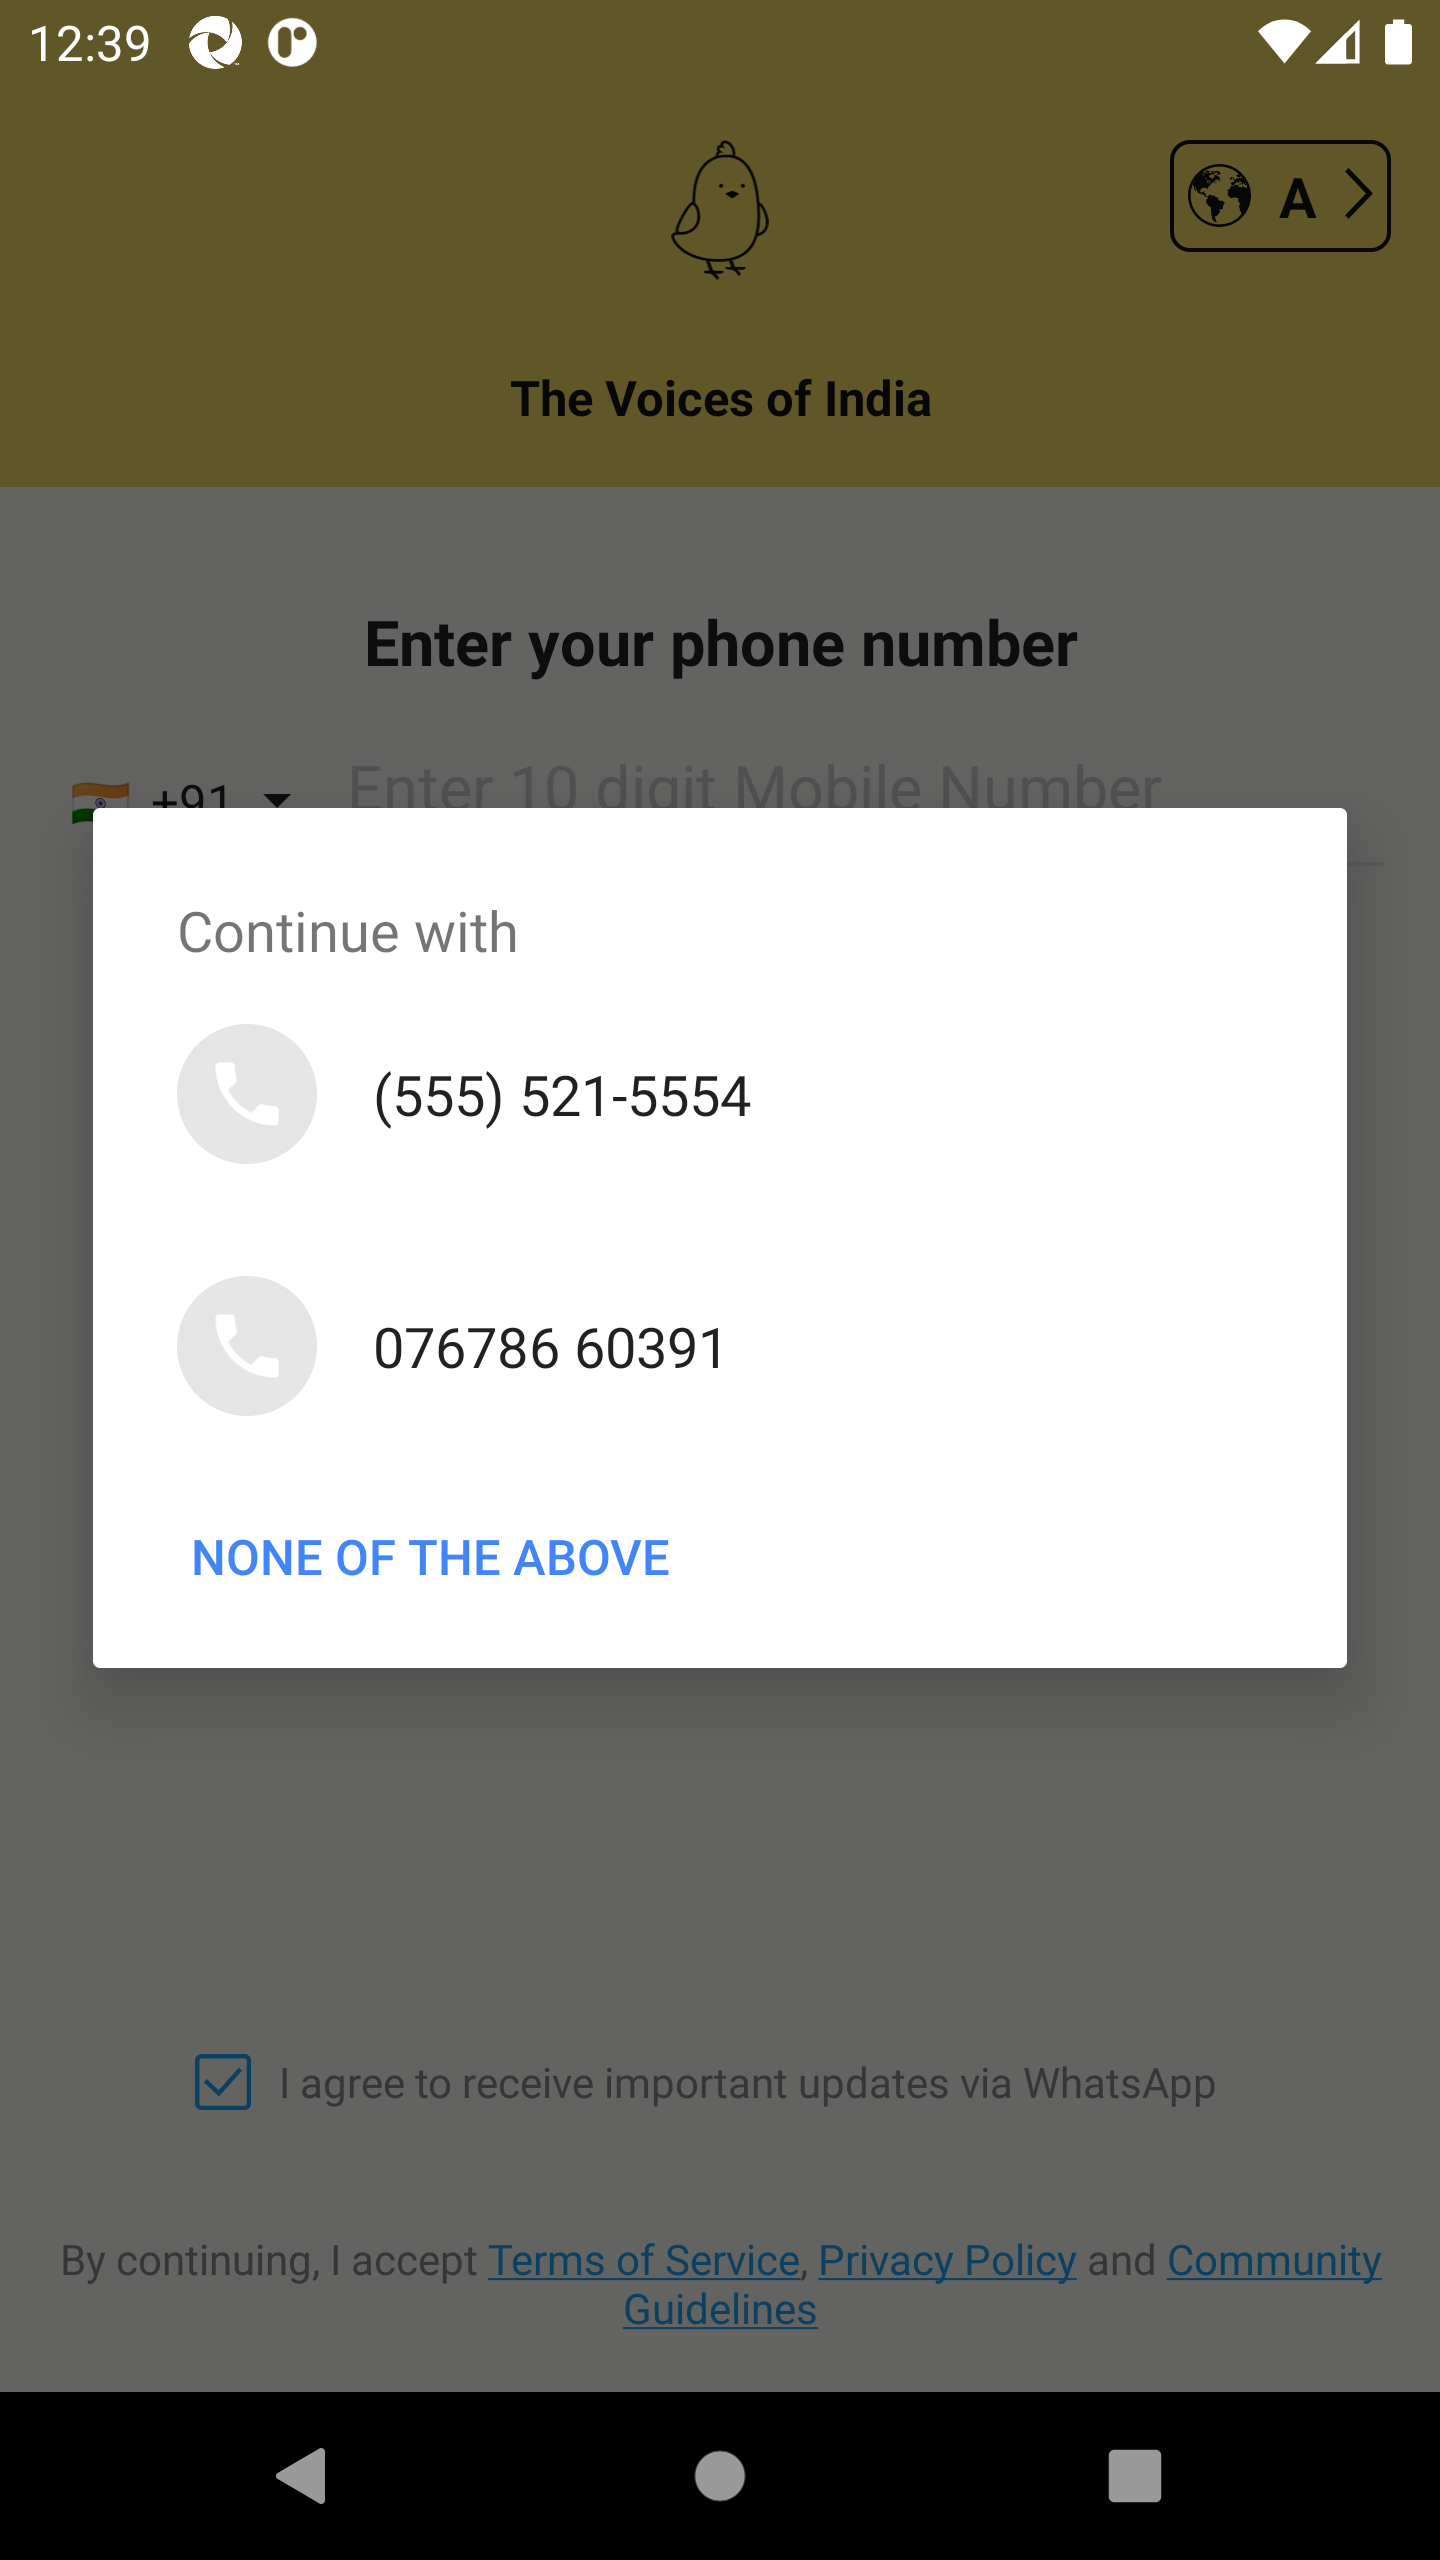 12:39
A
The Voices of India
Enter your phone number
+91
Enter 10 digit Mobile Number
Continue with
(555) 521-5554
076786 60391
NONE OF THE ABOVE
I agree to receive important updates via WhatsApp
By continuing, I accept Terms of Service, Privacy Policy and Community
Guidelines